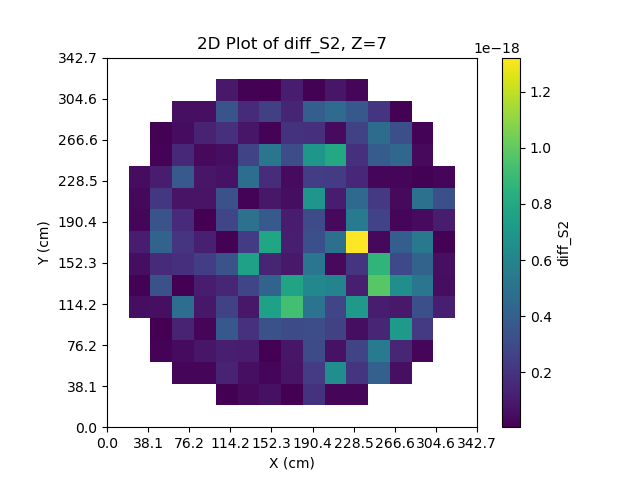 2D Plot of diff_S2, Z=7
1e−18
342.7
304.6
266.6
228.5
190.4
152.3
114.2
76.2
38.1
0.0
Y (cm)
0.0 38.1 76.2 114.2 152.3 190.4 228.5 266.6 304.6 342.7
X (cm)
1.2
1.0
0.8
0.6
0.4
0.2
diff_S2